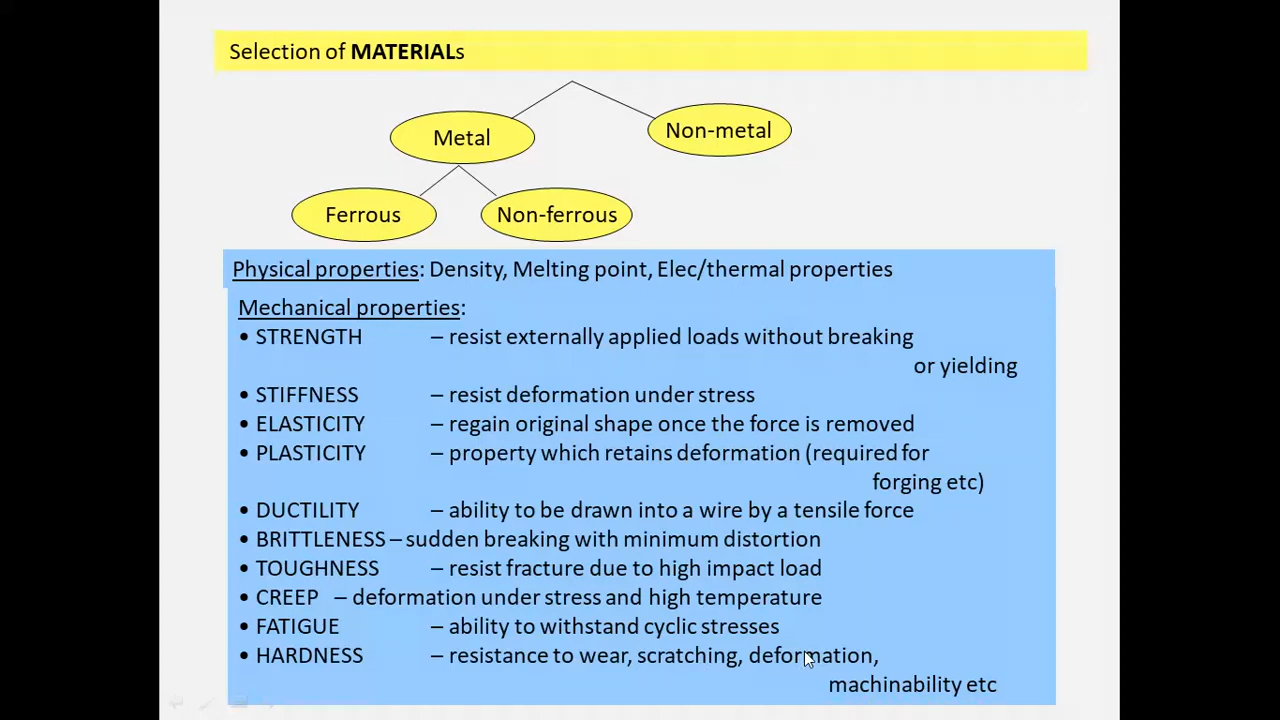 Selection of MATERIALs
Metal
Non-metal
Ferrous
Non-ferrous
Physical properties: Density, Melting point, Elec/thermal properties
Mechanical properties:
• STRENGTH – resist externally applied loads without breaking
or yielding
• STIFFNESS – resist deformation under stress
• ELASTICITY – regain original shape once the force is removed
• PLASTICITY – property which retains deformation (required for
forging etc)
• DUCTILITY – ability to be drawn into a wire by a tensile force
• BRITTLENESS – sudden breaking with minimum distortion
• TOUGHNESS – resist fracture due to high impact load
• CREEP – deformation under stress and high temperature
• FATIGUE – ability to withstand cyclic stresses
• HARDNESS – resistance to wear, scratching, deformation,
machinability etc